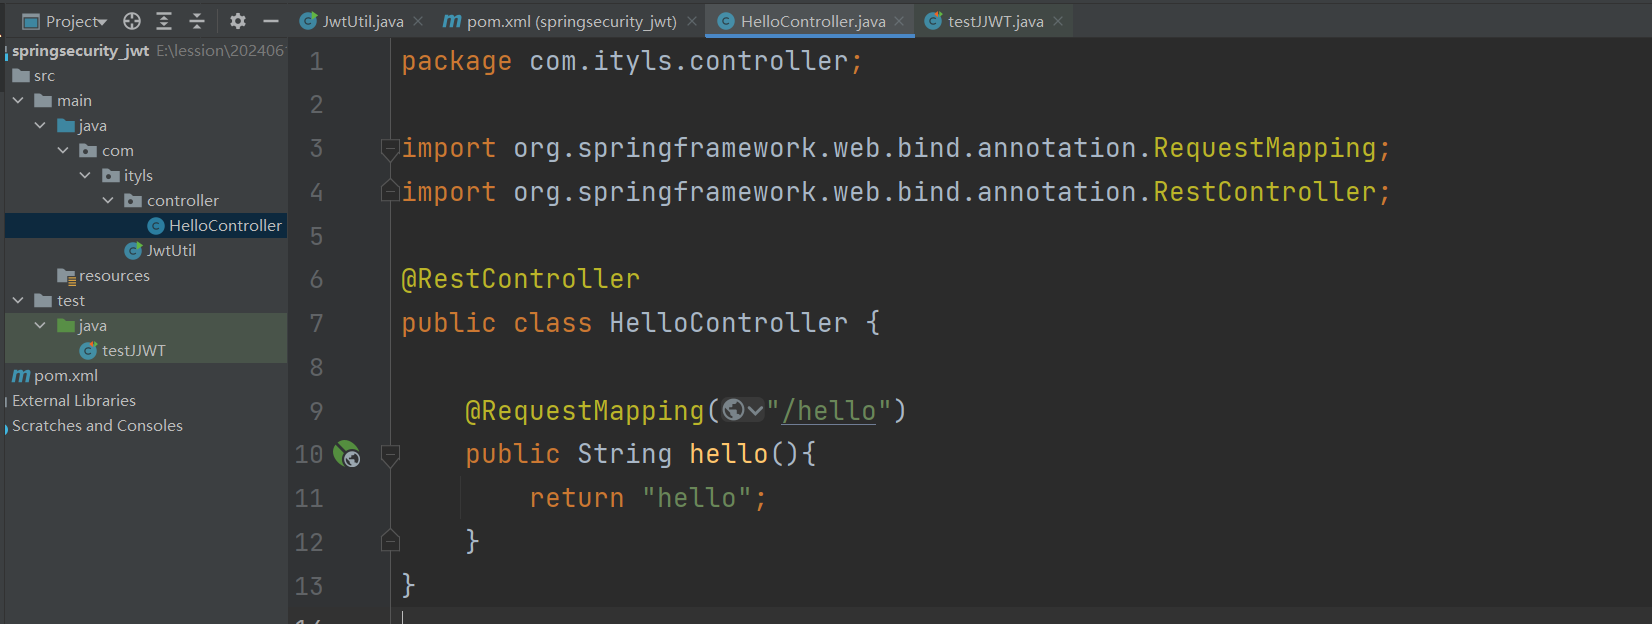 Project
JwtUtil.java
pom.xml (springsecurity_jwt)
HelloController.java
testJJWT.java
springsecurity_jwt E:\lession\202406
src
main
java
com
ityls
controller
HelloController
JwtUtil
resources
test
java
testJJWT
pom.xml
External Libraries
Scratches and Consoles
1 package com.ityls.controller;
2
3 import org.springframework.web.bind.annotation.RequestMapping;
4 import org.springframework.web.bind.annotation.RestController;
5
6 @RestController
7 public class HelloController {
8
9 @RequestMapping("/hello")
10 public String hello(){
11 return "hello";
12 }
13 }